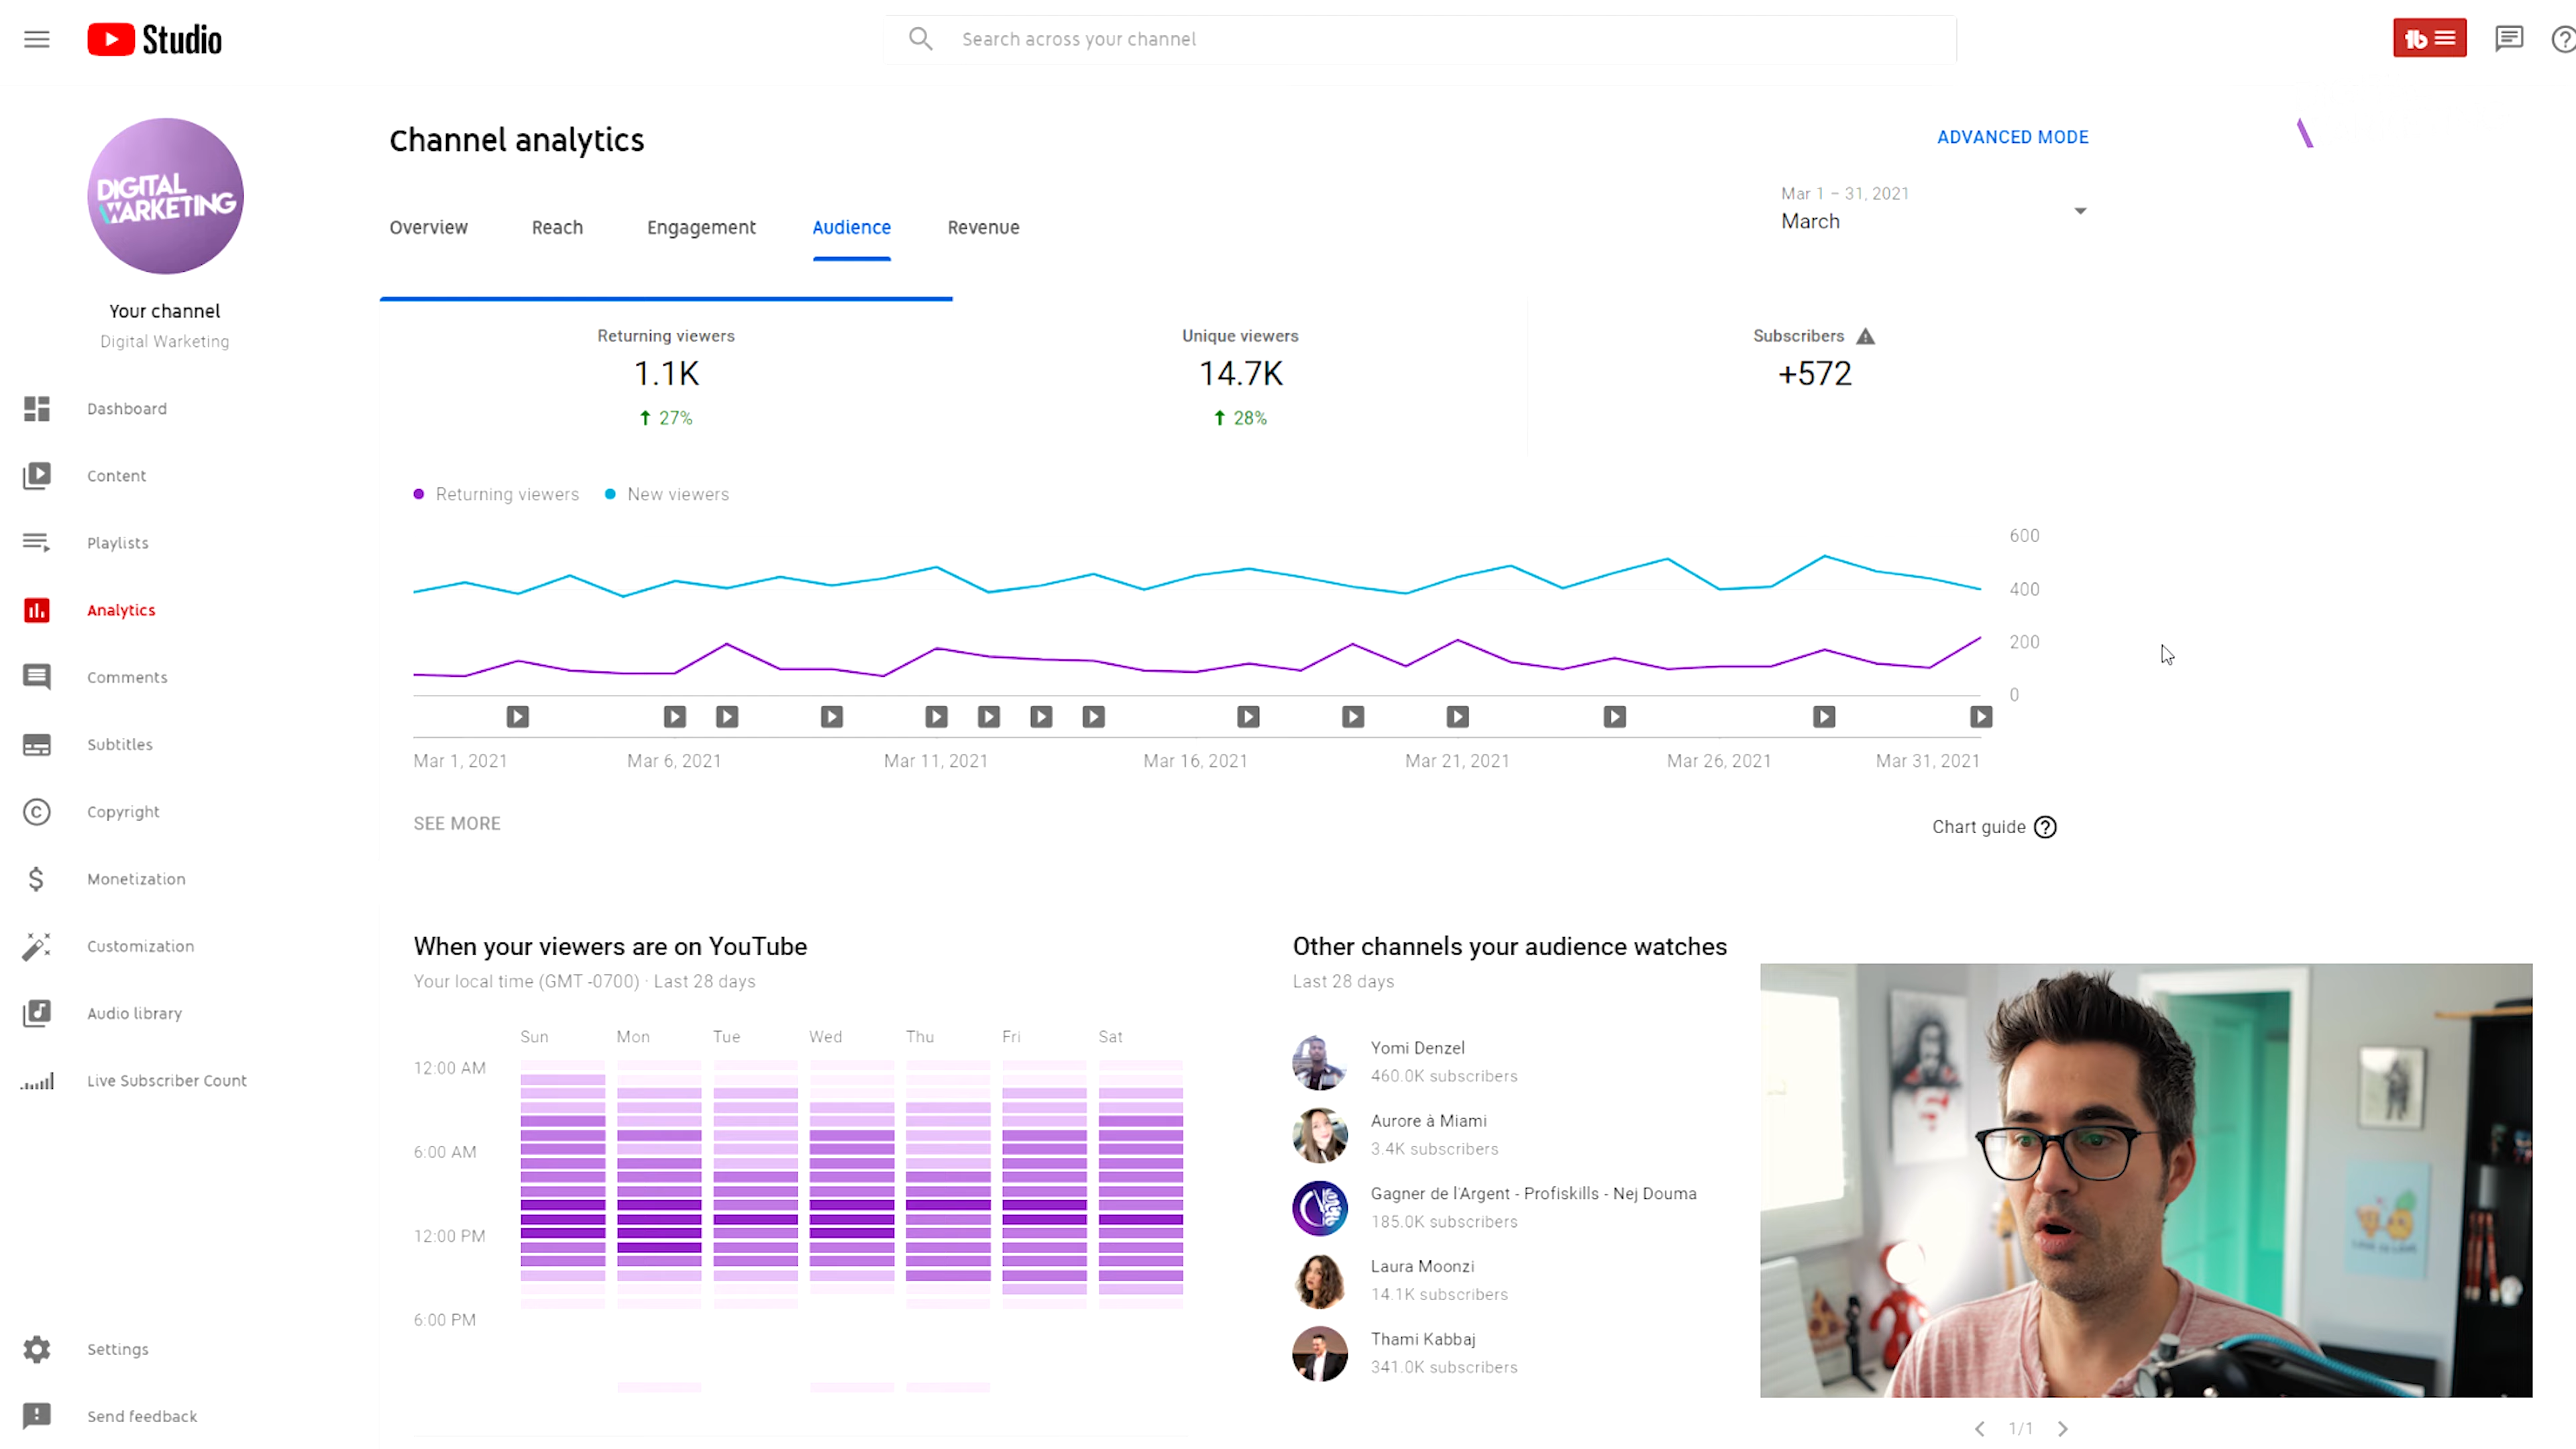 Studio
Search across your channel
DIGITAL
WARKETING
Your channel
Digital Warketing
Dashboard
Content
Playlists
Analytics
Comments
Subtitles
Copyright
Monetization
Customization
Audio library
Live Subscriber Count
Settings
Send feedback
Channel analytics
ADVANCED MODE
Overview
Reach
Engagement
Audience
Revenue
Mar 1 – 31, 2021
March
Returning viewers
1.1K
27%
Unique viewers
14.7K
28%
Subscribers
+572
Returning viewers
New viewers
600
400
200
0
Mar 1, 2021
Mar 6, 2021
Mar 11, 2021
Mar 16, 2021
Mar 21, 2021
Mar 26, 2021
Mar 31, 2021
SEE MORE
Chart guide
When your viewers are on YouTube
Your local time (GMT -0700) · Last 28 days
Sun Mon Tue Wed Thu Fri Sat
12:00 AM
6:00 AM
12:00 PM
6:00 PM
Other channels your audience watches
Last 28 days
Yomi Denzel
460.0K subscribers
Aurore à Miami
3.4K subscribers
Gagner de l'Argent - Profiskills - Nej Douma
185.0K subscribers
Laura Moonzi
14.1K subscribers
Thami Kabbaj
341.0K subscribers
1/1